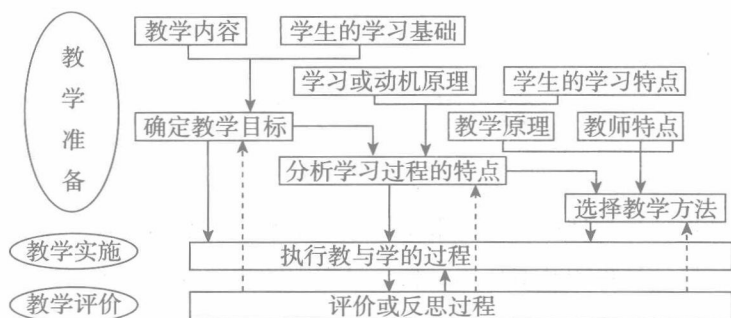 教学准备
教学内容
学生的学习基础
学习或动机原理
学生的学习特点
确定教学目标
教学原理
教师特点
分析学习过程的特点
选择教学方法
教学实施
执行教与学的过程
教学评价
评价或反思过程